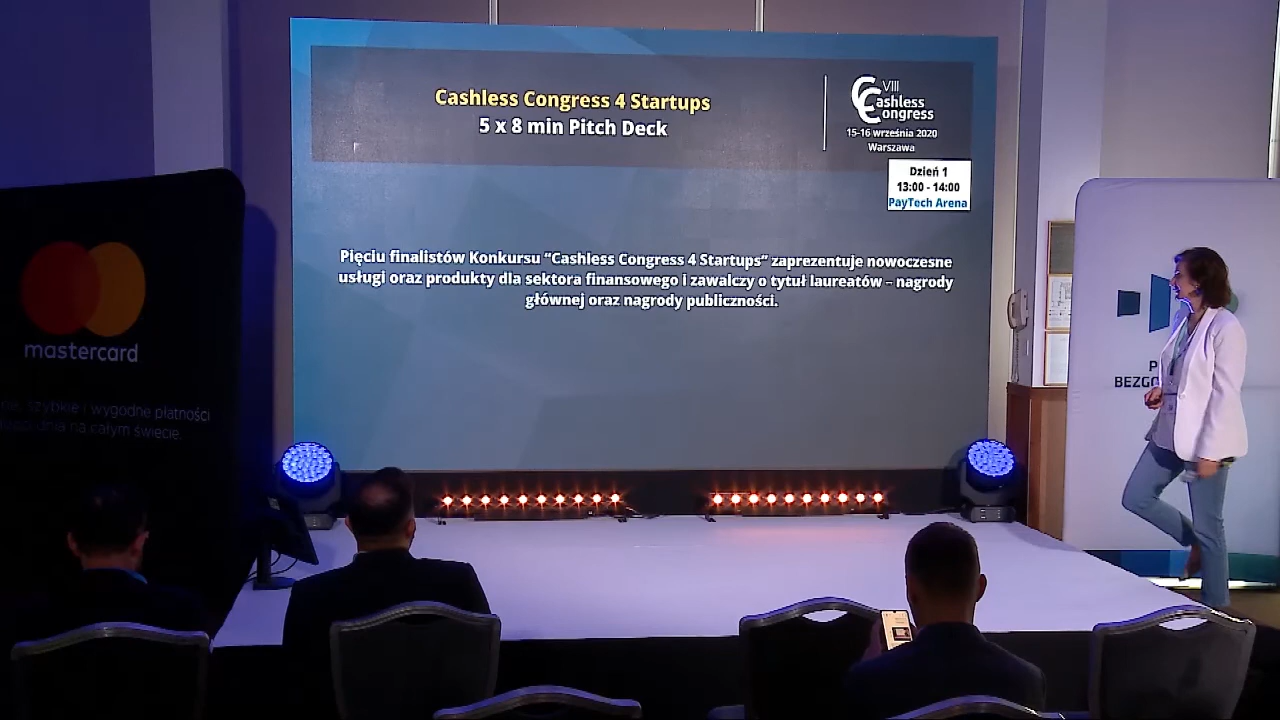 Cashless Congress 4 Startups
5 x 8 min Pitch Deck
VIII
Cashless
Congress
15-16 września 2020
Warszawa
Dzień 1
13:00 - 14:00
PayTech Arena
Pięciu finalistów Konkursu "Cashless Congress 4 Startups" zaprezentuje nowoczesne
usługi oraz produkty dla sektora finansowego i zawalczy o tytuł laureatów – nagrody
głównej oraz nagrody publiczności.
mastercard
szybkie i wygodne płatności
na całym świecie.